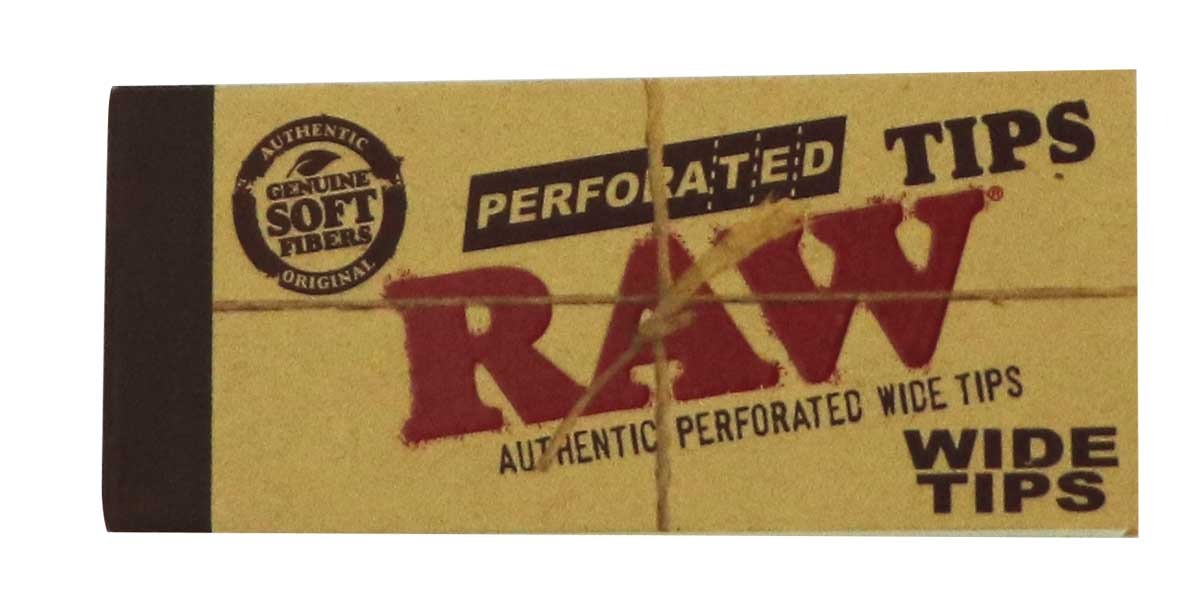 AUTHENTIC
GENUINE
SOFT
FIBERS
ORIGINAL
PERFORATED TIPS
RAW®
AUTHENTIC PERFORATED WIDE TIPS
WIDE
TIPS